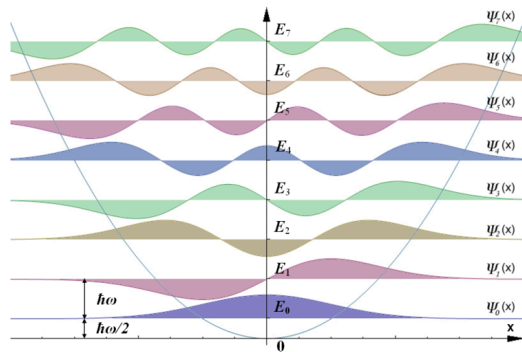 E₇ ψ₇(x)
E₆ ψ₆(x)
E₅ ψ₅(x)
E₄ ψ₄(x)
E₃ ψ₃(x)
E₂ ψ₂(x)
E₁ ψ₁(x)
ħω
E₀ ψ₀(x)
ħω/2 x
0